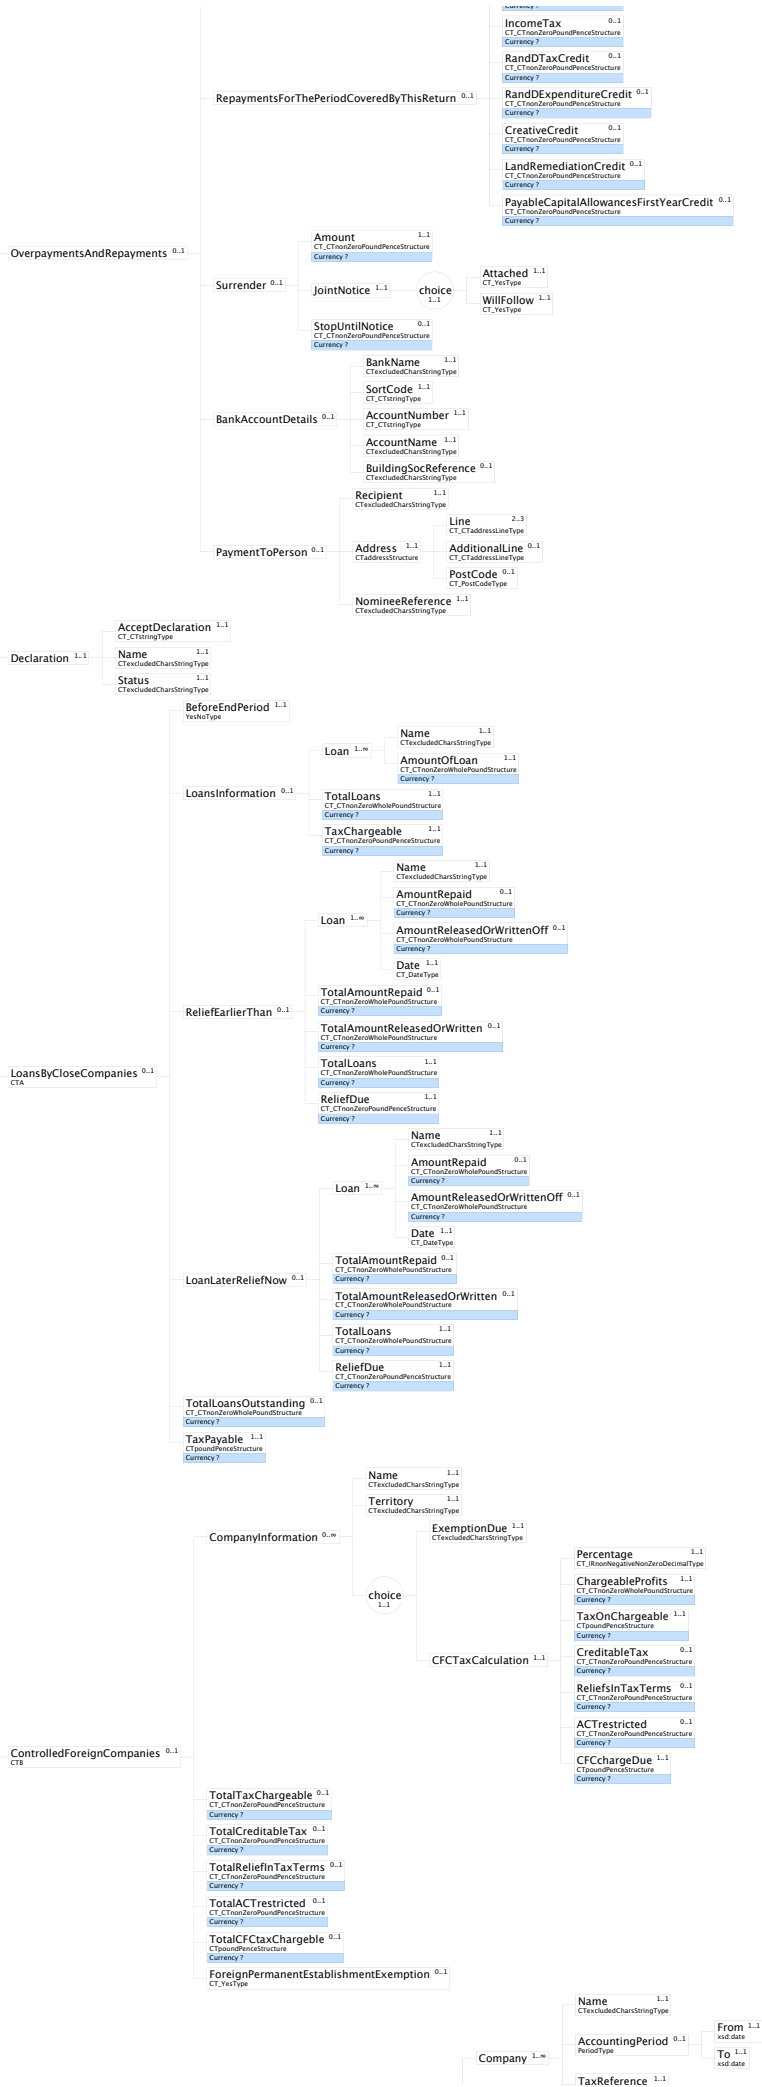 Currency ?
IncomeTax 0..1
CT_CTnonZeroPoundPenceStructure
Currency ?
RandDTaxCredit 0..1
CT_CTnonZeroPoundPenceStructure
Currency ?
RepaymentsForThePeriodCoveredByThisReturn 0..1
RandDExpenditureCredit 0..1
CT_CTnonZeroPoundPenceStructure
Currency ?
CreativeCredit 0..1
CT_CTnonZeroPoundPenceStructure
Currency ?
LandRemediationCredit 0..1
CT_CTnonZeroPoundPenceStructure
Currency ?
PayableCapitalAllowancesFirstYearCredit 0..1
CT_CTnonZeroPoundPenceStructure
Currency ?
OverpaymentsAndRepayments 0..1
Amount 1..1
CT_CTnonZeroPoundPenceStructure
Currency ?
Surrender 0..1
JointNotice 1..1
choice
1..1
Attached 1..1
CT_YesType
WillFollow 1..1
CT_YesType
StopUntilNotice 0..1
CT_CTnonZeroPoundPenceStructure
Currency ?
BankName 1..1
CTexcludedCharsStringType
SortCode 1..1
CT_CTstringType
BankAccountDetails 0..1
AccountNumber 1..1
CT_CTstringType
AccountName 1..1
CTexcludedCharsStringType
BuildingSocReference 0..1
CTexcludedCharsStringType
Recipient 1..1
CTexcludedCharsStringType
PaymentToPerson 0..1
Address 1..1
CTaddressStructure
Line 2..3
CT_CTaddressLineType
AdditionalLine 0..1
CT_CTaddressLineType
PostCode 0..1
CT_PostCodeType
NomineeReference 1..1
CTexcludedCharsStringType
Declaration 1..1
AcceptDeclaration 1..1
CT_CTstringType
Name 1..1
CTexcludedCharsStringType
Status 1..1
CTexcludedCharsStringType
BeforeEndPeriod 1..1
YesNoType
LoansInformation 0..1
Loan 1..∞
Name 1..1
CTexcludedCharsStringType
AmountOfLoan 1..1
CT_CTnonZeroWholePoundStructure
Currency ?
TotalLoans 1..1
CT_CTnonZeroWholePoundStructure
Currency ?
TaxChargeable 1..1
CT_CTnonZeroPoundPenceStructure
Currency ?
Loan 1..∞
Name 1..1
CTexcludedCharsStringType
AmountRepaid 0..1
CT_CTnonZeroWholePoundStructure
Currency ?
AmountReleasedOrWrittenOff 0..1
CT_CTnonZeroWholePoundStructure
Currency ?
Date 1..1
CT_DateType
ReliefEarlierThan 0..1
TotalAmountRepaid 0..1
CT_CTnonZeroWholePoundStructure
Currency ?
TotalAmountReleasedOrWritten 0..1
CT_CTnonZeroWholePoundStructure
Currency ?
LoansByCloseCompanies 0..1
CTA
TotalLoans 1..1
CT_CTnonZeroWholePoundStructure
Currency ?
ReliefDue 1..1
CT_CTnonZeroPoundPenceStructure
Currency ?
Loan 1..∞
Name 1..1
CTexcludedCharsStringType
AmountRepaid 0..1
CT_CTnonZeroWholePoundStructure
Currency ?
AmountReleasedOrWrittenOff 0..1
CT_CTnonZeroWholePoundStructure
Currency ?
Date 1..1
CT_DateType
LoanLaterReliefNow 0..1
TotalAmountRepaid 0..1
CT_CTnonZeroWholePoundStructure
Currency ?
TotalAmountReleasedOrWritten 0..1
CT_CTnonZeroWholePoundStructure
Currency ?
TotalLoans 1..1
CT_CTnonZeroWholePoundStructure
Currency ?
ReliefDue 1..1
CT_CTnonZeroPoundPenceStructure
Currency ?
TotalLoansOutstanding 0..1
CT_CTnonZeroWholePoundStructure
Currency ?
TaxPayable 1..1
CTpoundPenceStructure
Currency ?
CompanyInformation 0..∞
Name 1..1
CTexcludedCharsStringType
Territory 1..1
CTexcludedCharsStringType
choice
1..1
ExemptionDue 1..1
CTexcludedCharsStringType
CFCTaxCalculation 1..1
Percentage 1..1
CT_IRnonNegativeNonZeroDecimalType
ChargeableProfits 1..1
CT_CTnonZeroWholePoundStructure
Currency ?
TaxOnChargeable 1..1
CTpoundPenceStructure
Currency ?
CreditableTax 0..1
CT_CTnonZeroPoundPenceStructure
Currency ?
ReliefsInTaxTerms 0..1
CT_CTnonZeroPoundPenceStructure
Currency ?
ACTrestricted 0..1
CT_CTnonZeroPoundPenceStructure
Currency ?
CFCchargeDue 1..1
CTpoundPenceStructure
Currency ?
ControlledForeignCompanies 0..1
CTB
TotalTaxChargeable 0..1
CT_CTnonZeroPoundPenceStructure
Currency ?
TotalCreditableTax 0..1
CT_CTnonZeroPoundPenceStructure
Currency ?
TotalReliefInTaxTerms 0..1
CT_CTnonZeroPoundPenceStructure
Currency ?
TotalACTrestricted 0..1
CT_CTnonZeroPoundPenceStructure
Currency ?
TotalCFCtaxChargeble 0..1
CTpoundPenceStructure
Currency ?
ForeignPermanentEstablishmentExemption 0..1
CT_YesType
Company 1..∞
Name 1..1
CTexcludedCharsStringType
AccountingPeriod 0..1
PeriodType
From 1..1
xsd:date
To 1..1
xsd:date
TaxReference 1..1